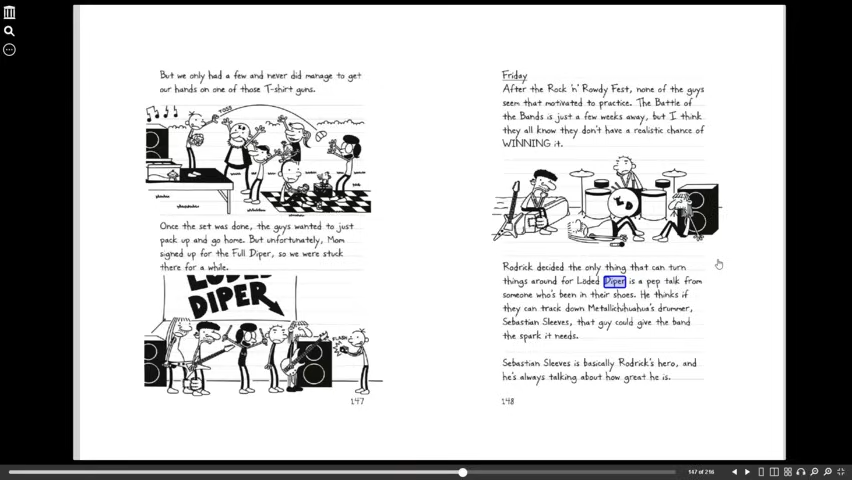 But we only had a few and never did manage to get
our hands on one of those T-shirt guns.
TOSS
Once the set was done, the guys wanted to just
pack up and go home. But unfortunately, Mom
signed up for the Full Diper, so we were stuck
there for a while.
LÖDED
DIPER
FLASH
147
Friday
After the Rock 'n' Rowdy Fest, none of the guys
seem that motivated to practice. The Battle of
the Bands is just a few weeks away, but I think
they all know they don't have a realistic chance of
WINNING it.
Rodrick decided the only thing that can turn
things around for Löded Diper is a pep talk from
someone who's been in their shoes. He thinks if
they can track down Metallichihuahua's drummer,
Sebastian Sleeves, that guy could give the band
the spark it needs.
Sebastian Sleeves is basically Rodrick's hero, and
he's always talking about how great he is.
148
147 of 216